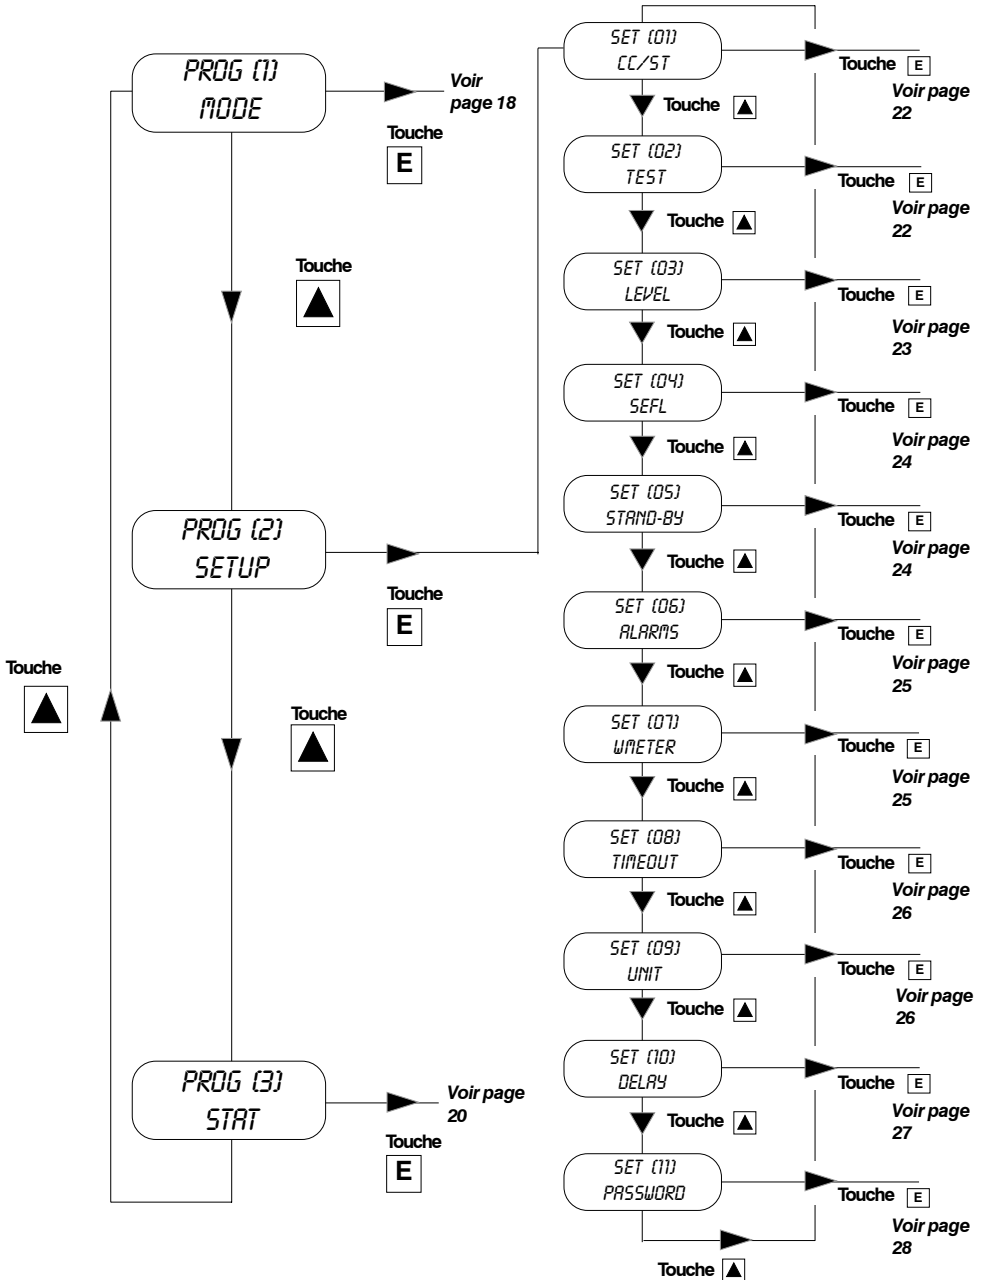 PROG (1)
MODE
Voir
page 18
Touche
E
Touche
PROG (2)
SETUP
Touche
E
Touche
Touche
PROG (3)
STAT
Voir page
20
Touche
E
SET (01)
CC/ST
Touche E
Voir page
22
Touche
SET (02)
TEST
Touche E
Voir page
22
Touche
SET (03)
LEVEL
Touche E
Voir page
23
Touche
SET (04)
SEFL
Touche E
Voir page
24
Touche
SET (05)
STAND-BY
Touche E
Voir page
24
Touche
SET (06)
ALARMS
Touche E
Voir page
25
Touche
SET (07)
WMETER
Touche E
Voir page
25
Touche
SET (08)
TIMEOUT
Touche E
Voir page
26
Touche
SET (09)
UNIT
Touche E
Voir page
26
Touche
SET (10)
DELAY
Touche E
Voir page
27
Touche
SET (11)
PASSWORD
Touche E
Voir page
28
Touche